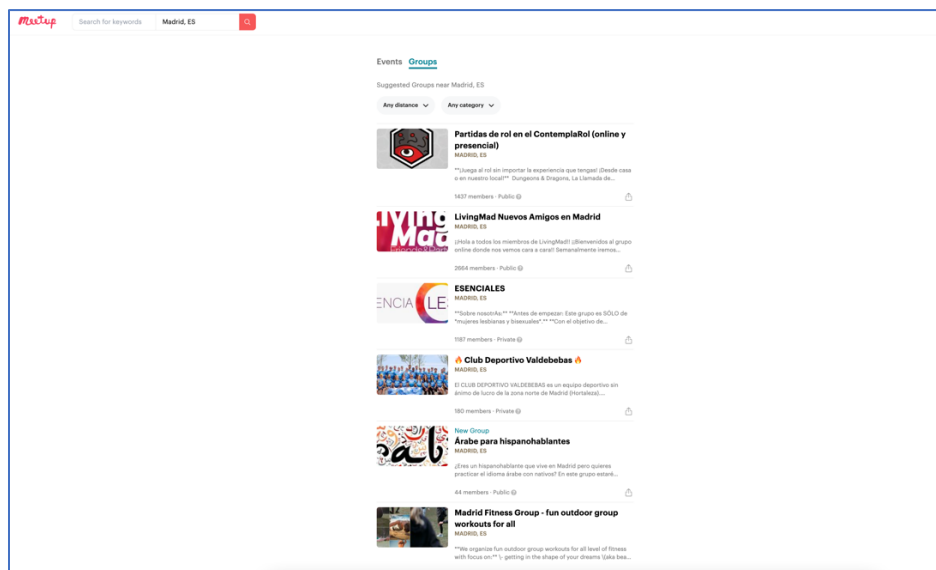 Meetup
Search for keywords
Madrid, ES
Events Groups
Suggested Groups near Madrid, ES
Any distance
Any category
Partidas de rol en el ContemplaRol (online y
presencial)
MADRID, ES
**¡Juega al rol sin importar la experiencia que tengas! ¡Desde casa
o en nuestro local!** Dungeons & Dragons, La Llamada de...
1437 members · Public
LIVING
Mad
LivingMad Nuevos Amigos en Madrid
MADRID, ES
¡Hola a todos los miembros de LivingMad!! ¡Bienvenidos al grupo
online donde nos vemos cara a cara!! Semanalmente iremos...
2664 members · Public
ENCIA LE
ESENCIALES
MADRID, ES
**Sobre nosotrAs:** **Antes de empezar: Este grupo es SÓLO de
*mujeres lesbianas y bisexuales*.** **Con el objetivo de...
1187 members · Private
🔥 Club Deportivo Valdebebas 🔥
MADRID, ES
El CLUB DEPORTIVO VALDEBEBAS es un equipo deportivo sin
ánimo de lucro de la zona norte de Madrid (Hortaleza)....
180 members · Private
New Group
Árabe para hispanohablantes
MADRID, ES
¿Eres un hispanohablante que vive en Madrid pero quieres
practicar el idioma árabe con nativos? En este grupo estaré...
44 members · Public
Madrid Fitness Group - fun outdoor group
workouts for all
MADRID, ES
**We organize fun outdoor group workouts for all level of fitness
with focus on:** \- getting in the shape of your dreams \(aka bea...